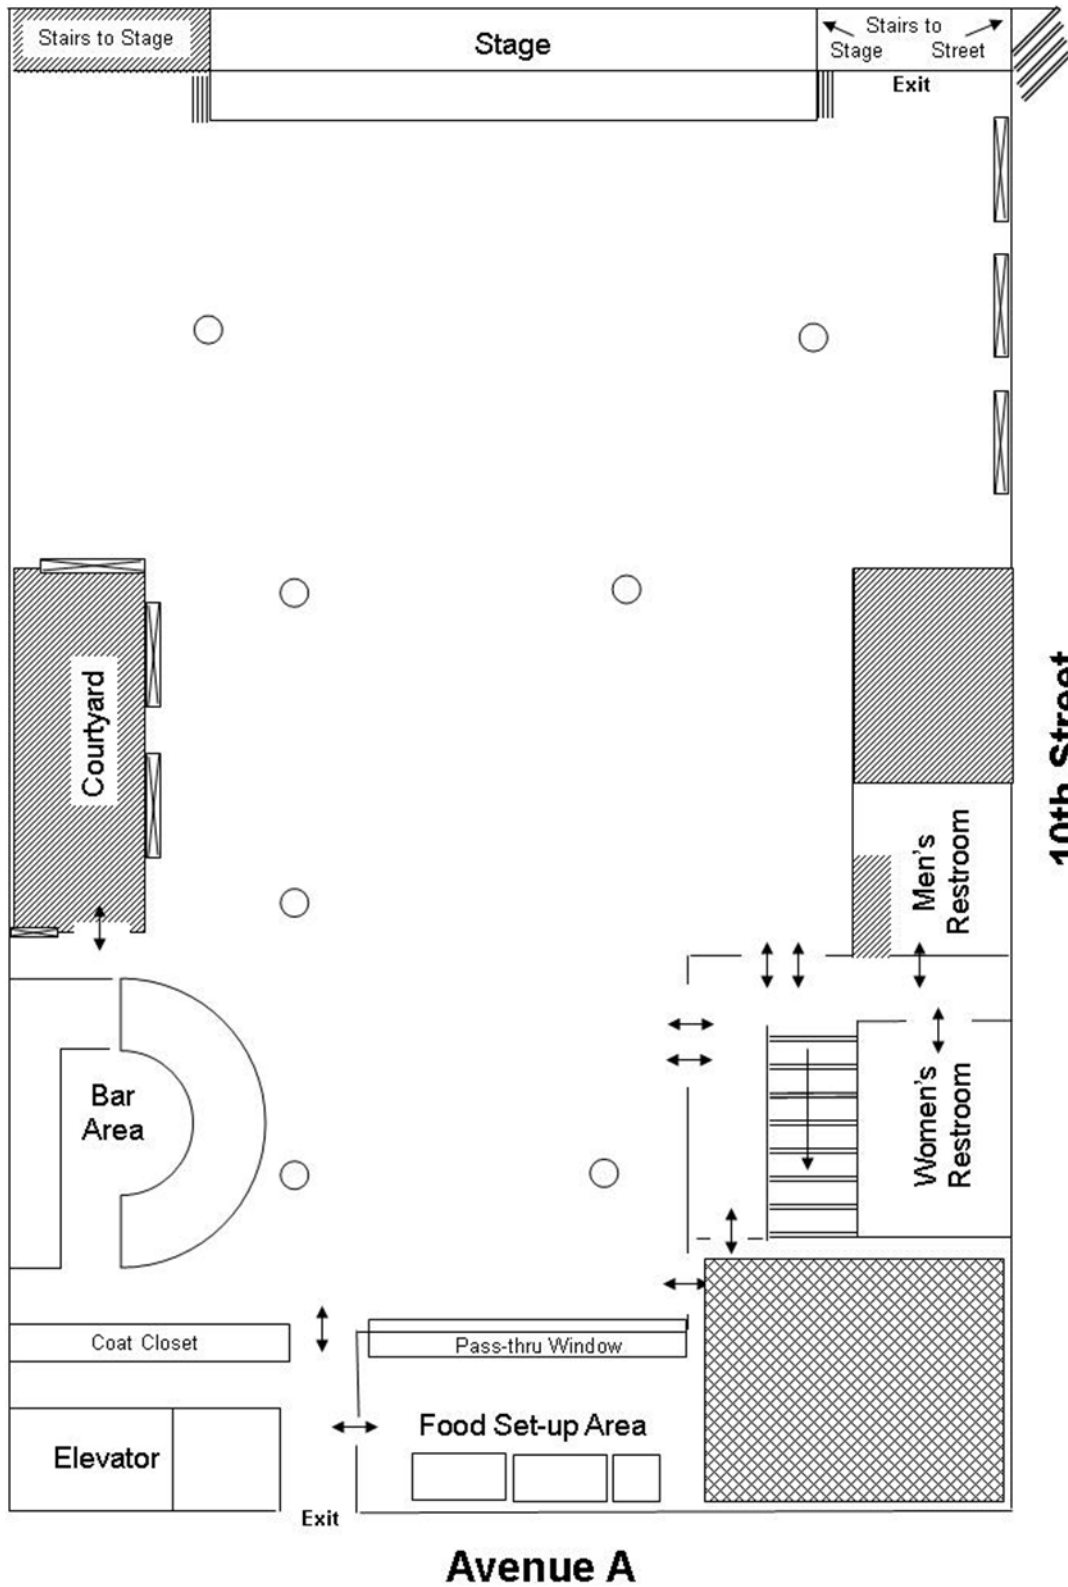 Stairs to Stage
Stage
Stairs to
Stage Street
Exit
Courtyard
10th Street
Men's
Restroom
Bar
Area
Women's
Restroom
Coat Closet
Pass-thru Window
Food Set-up Area
Elevator
Exit
Avenue A